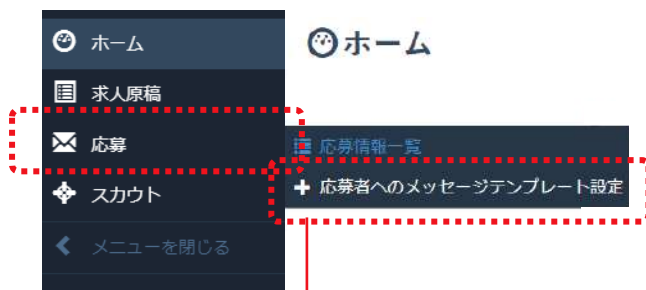 ホーム
ホーム
求人原稿
応募
応募情報一覧
応募者へのメッセージテンプレート設定
スカウト
メニューを閉じる